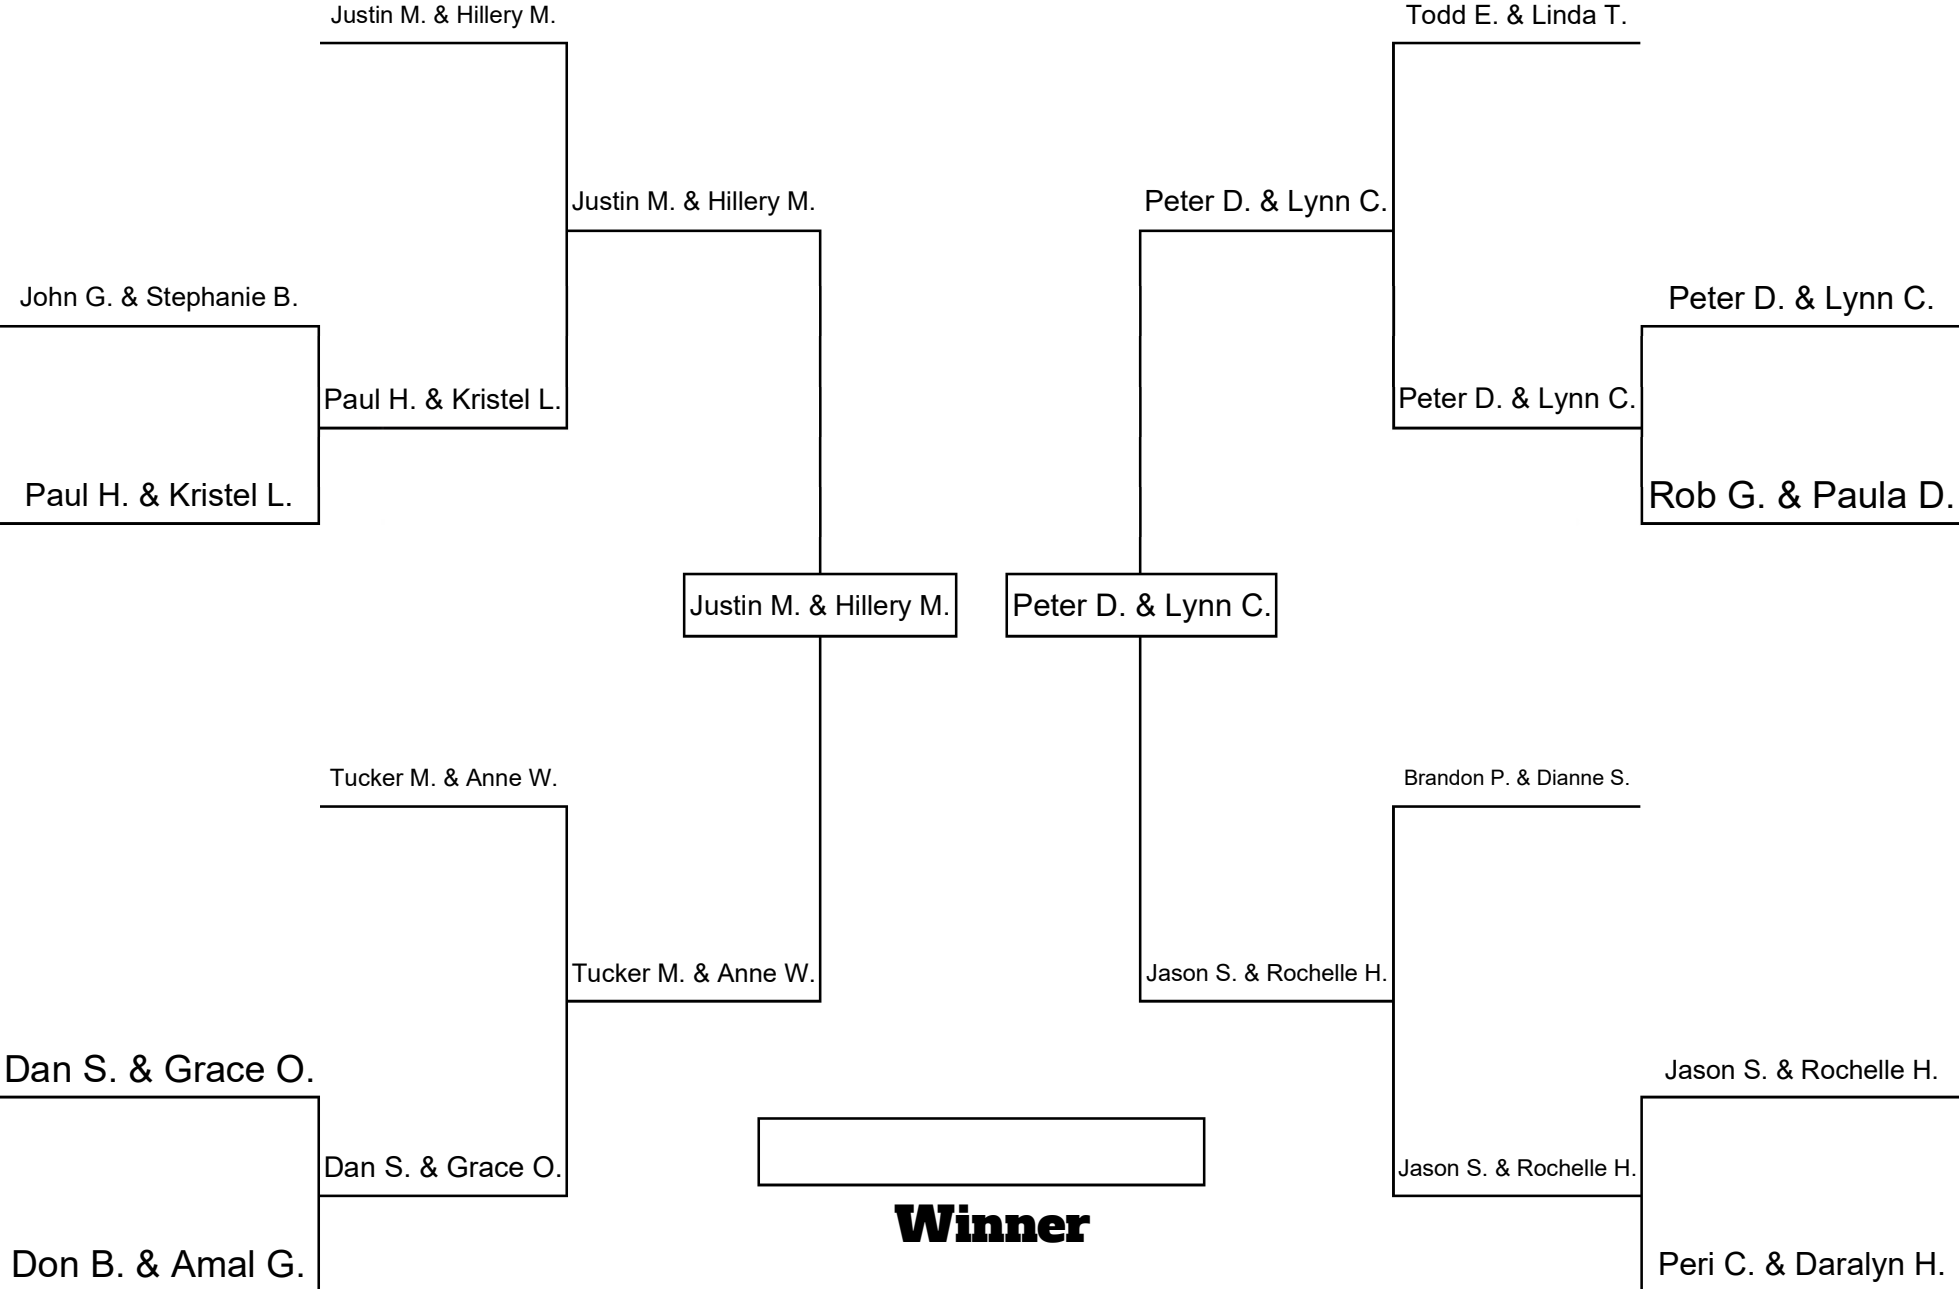 Justin M. & Hillery M.
Todd E. & Linda T.
Justin M. & Hillery M.
Peter D. & Lynn C.
John G. & Stephanie B.
Peter D. & Lynn C.
Paul H. & Kristel L.
Peter D. & Lynn C.
Paul H. & Kristel L.
Rob G. & Paula D.
Justin M. & Hillery M.
Peter D. & Lynn C.
Tucker M. & Anne W.
Brandon P. & Dianne S.
Tucker M. & Anne W.
Jason S. & Rochelle H.
Dan S. & Grace O.
Jason S. & Rochelle H.
Dan S. & Grace O.
Jason S. & Rochelle H.
Winner
Don B. & Amal G.
Peri C. & Daralyn H.